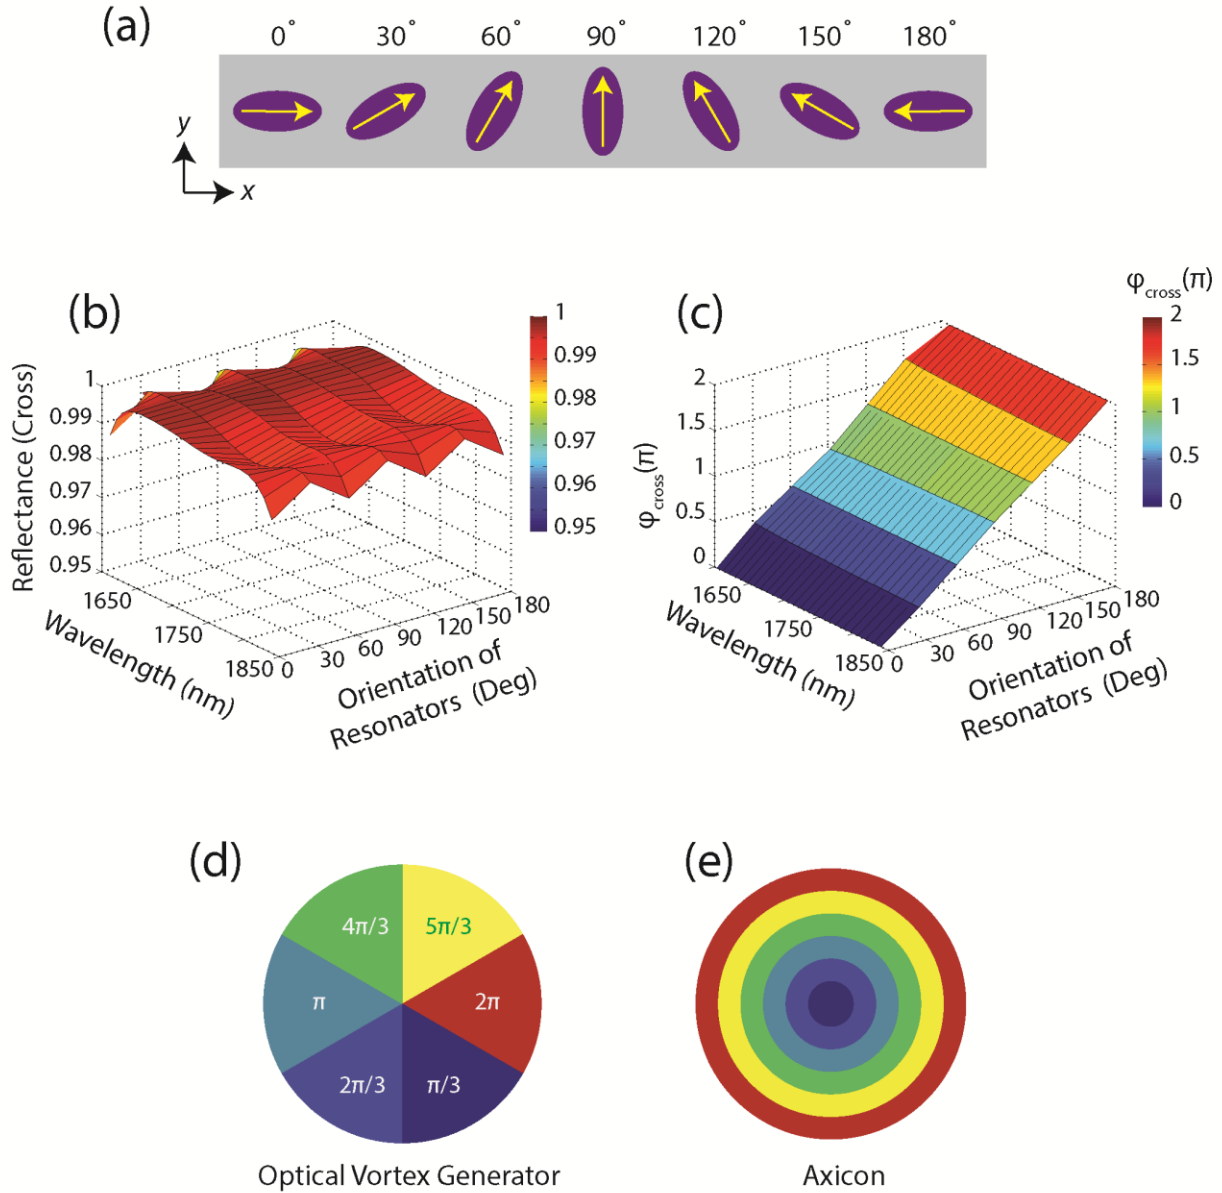 (a)
0° 30° 60° 90° 120° 150° 180°
y
x
(b)
Reflectance (Cross)
1
0.99
0.98
0.97
0.96
0.95
1650
1750
1850
Wavelength (nm)
0 30 60 90 120 150 180
Orientation of
Resonators (Deg)
1
0.99
0.98
0.97
0.96
0.95
(c)
φcross(π)
2
1.5
1
0.5
0
φcross(π)
2
1.5
1
0.5
0
1650
1750
1850
Wavelength (nm)
0 30 60 90 120 150 180
Orientation of
Resonators (Deg)
(d)
4π/3 5π/3
π 2π
2π/3 π/3
Optical Vortex Generator
(e)
Axicon